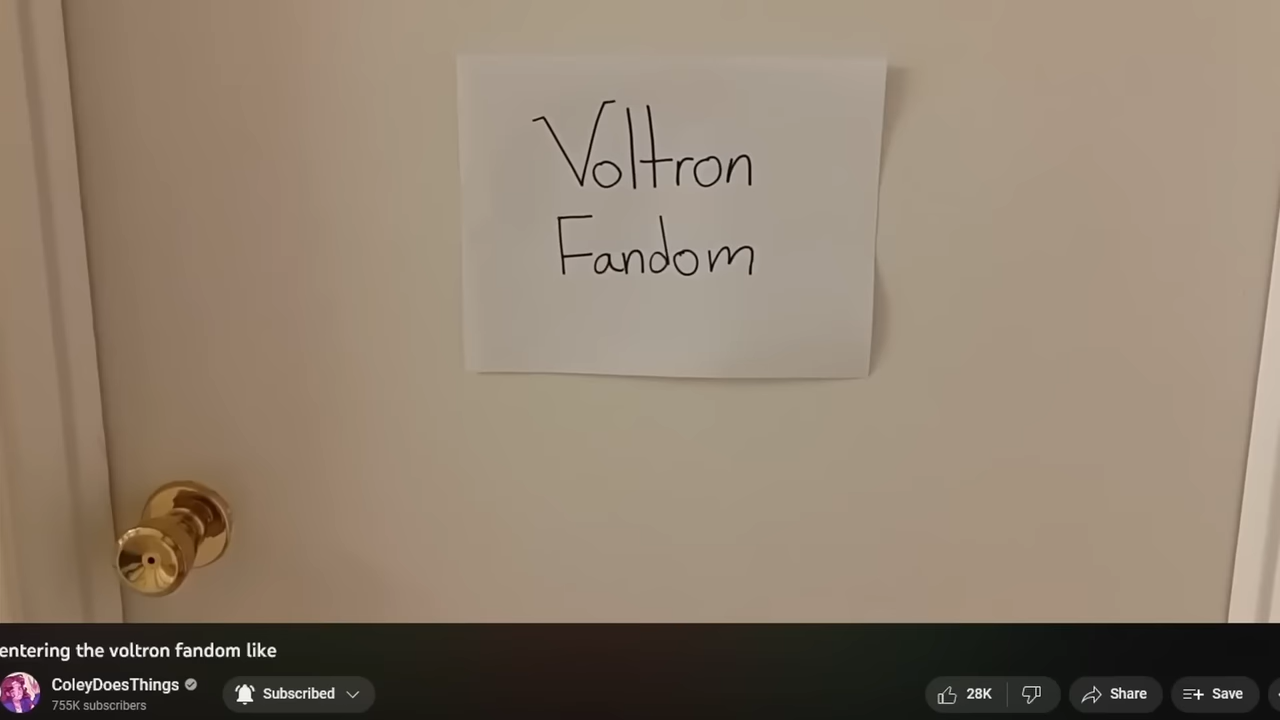 Voltron
Fandom
entering the voltron fandom like
ColeyDoesThings
755K subscribers
Subscribed
28K
Share
Save